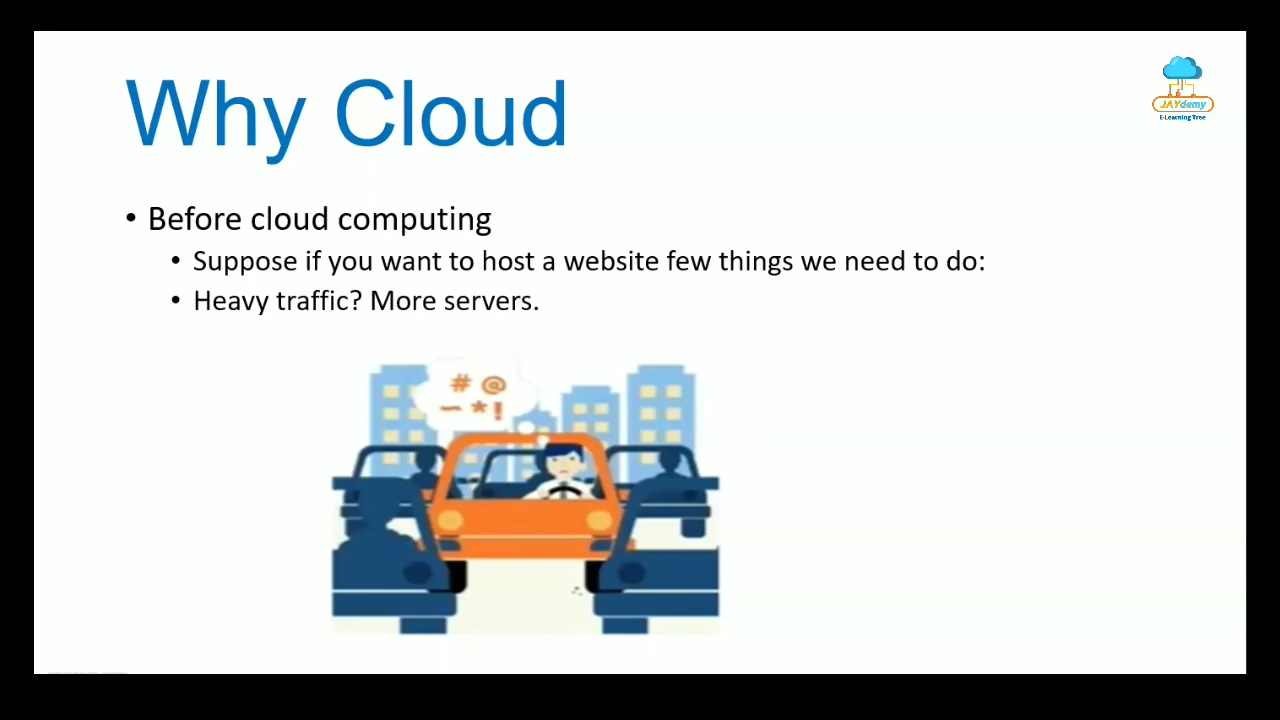 Why Cloud
JAYdemy
E-Learning Tree
• Before cloud computing
• Suppose if you want to host a website few things we need to do:
• Heavy traffic? More servers.
# @
– * !